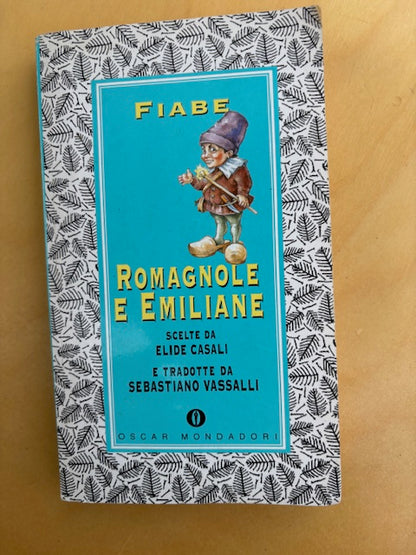 FIABE
ROMAGNOLE
E EMILIANE
SCELTE DA
ELIDE CASALI
E TRADOTTE DA
SEBASTIANO VASSALLI
OSCAR MONDADORI